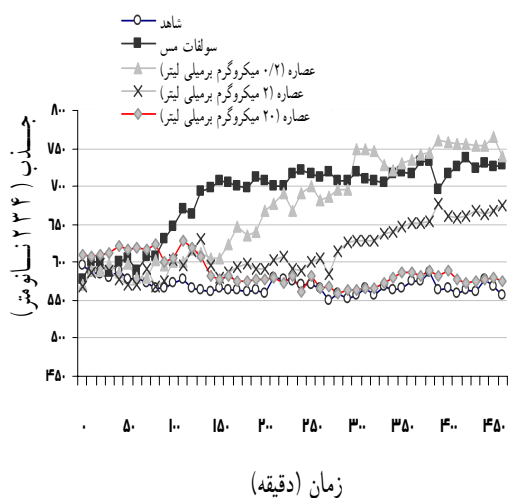 شاهد
سولفات مس
عصاره (۰/۲ میکروگرم برمیلی لیتر)
عصاره (۲ میکروگرم برمیلی لیتر)
عصاره (۲۰ میکروگرم برمیلی لیتر)
جـــذب (۲۳۴ نـــانومتر)
۸۰۰
۷۵۰
۷۰۰
۶۵۰
۶۰۰
۵۵۰
۵۰۰
۴۵۰
۰ ۵۰ ۱۰۰ ۱۵۰ ۲۰۰ ۲۵۰ ۳۰۰ ۳۵۰ ۴۰۰ ۴۵۰
زمان (دقیقه)